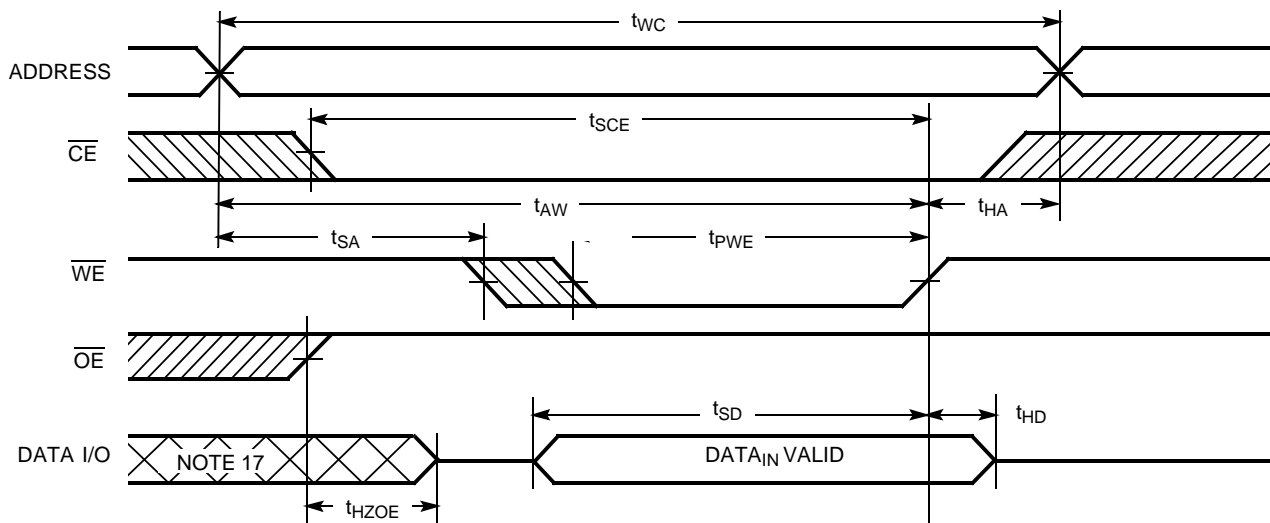 tWC
ADDRESS
tSCE
CE
tAW
tHA
tSA
tPWE
WE
OE
tSD
tHD
DATA I/O
NOTE 17
DATAIN VALID
tHZOE